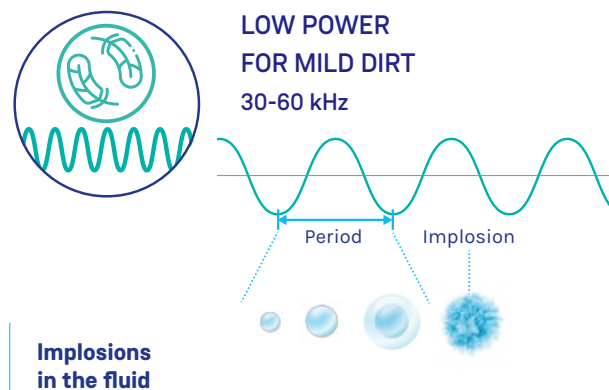 LOW POWER
FOR MILD DIRT
30-60 kHz
Period
Implosion
Implosions
in the fluid